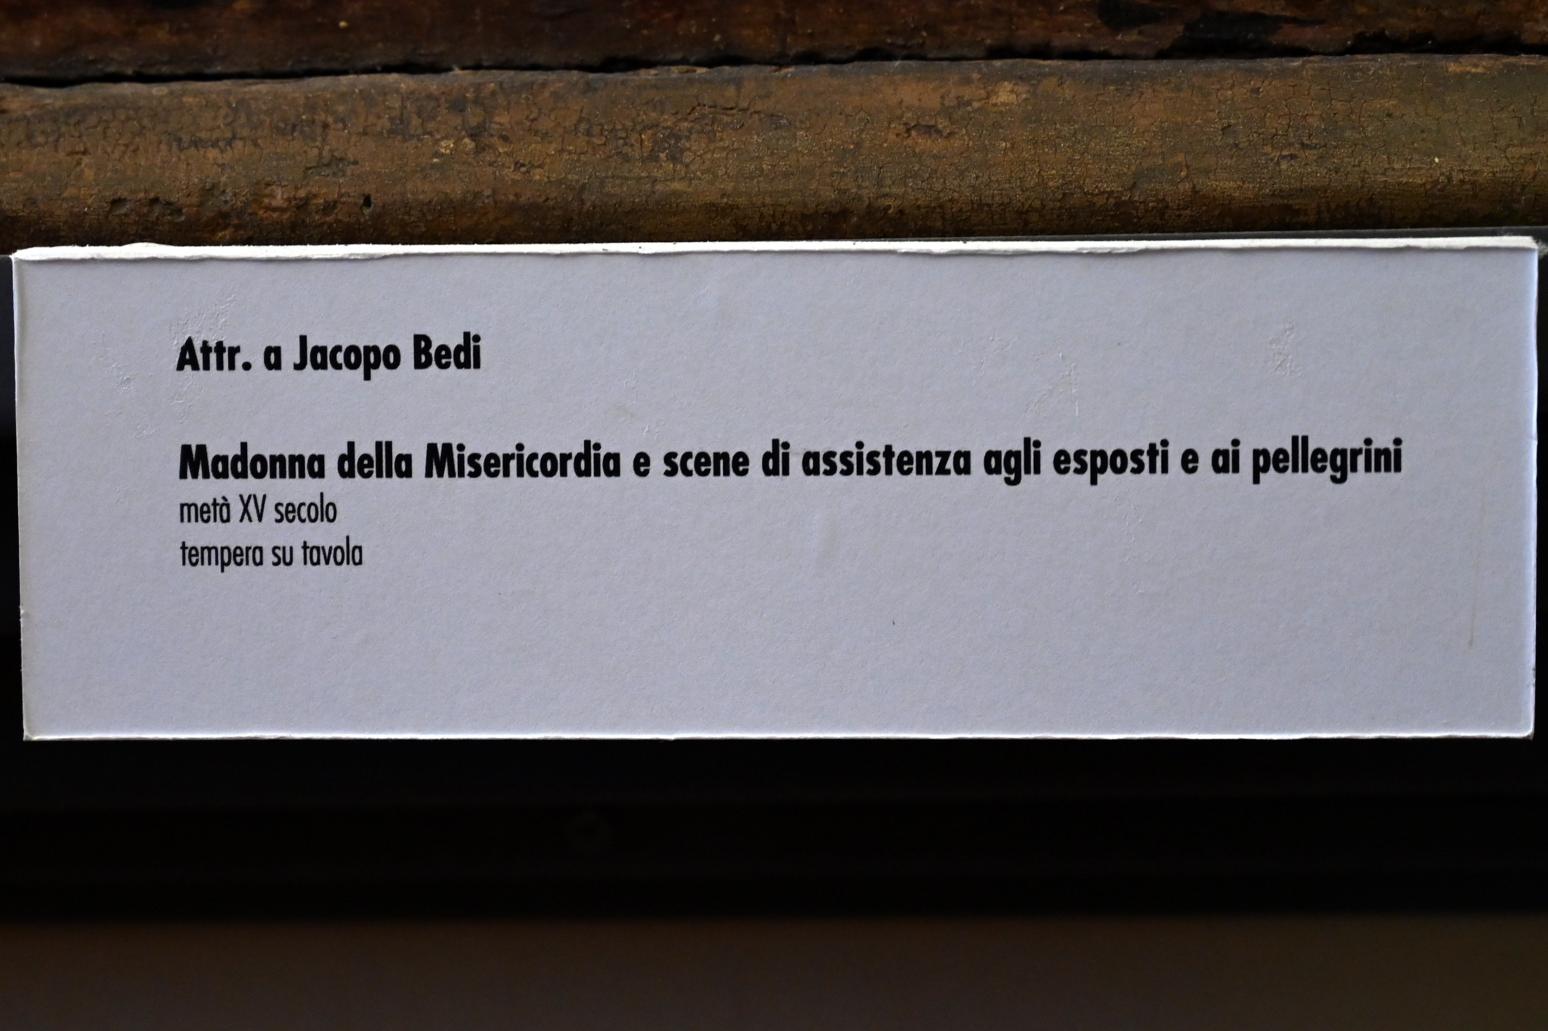 Attr. a Jacopo Bedi
Madonna della Misericordia e scene di assistenza agli esposti e ai pellegrini
metà XV secolo
tempera su tavola